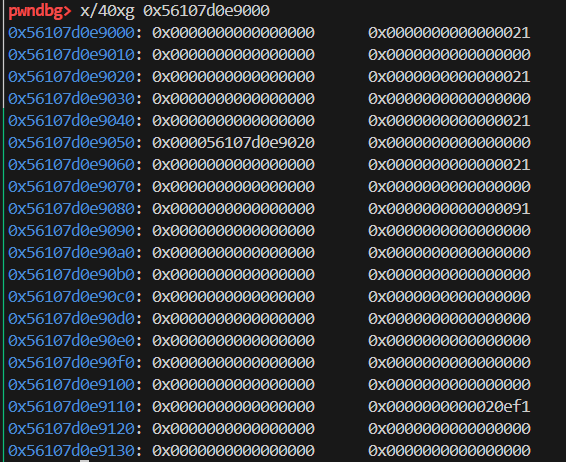 pwndbg> x/40xg 0x56107d0e9000
0x56107d0e9000: 0x0000000000000000 0x0000000000000021
0x56107d0e9010: 0x0000000000000000 0x0000000000000000
0x56107d0e9020: 0x0000000000000000 0x0000000000000021
0x56107d0e9030: 0x0000000000000000 0x0000000000000000
0x56107d0e9040: 0x0000000000000000 0x0000000000000021
0x56107d0e9050: 0x000056107d0e9020 0x0000000000000000
0x56107d0e9060: 0x0000000000000000 0x0000000000000021
0x56107d0e9070: 0x0000000000000000 0x0000000000000000
0x56107d0e9080: 0x0000000000000000 0x0000000000000091
0x56107d0e9090: 0x0000000000000000 0x0000000000000000
0x56107d0e90a0: 0x0000000000000000 0x0000000000000000
0x56107d0e90b0: 0x0000000000000000 0x0000000000000000
0x56107d0e90c0: 0x0000000000000000 0x0000000000000000
0x56107d0e90d0: 0x0000000000000000 0x0000000000000000
0x56107d0e90e0: 0x0000000000000000 0x0000000000000000
0x56107d0e90f0: 0x0000000000000000 0x0000000000000000
0x56107d0e9100: 0x0000000000000000 0x0000000000000000
0x56107d0e9110: 0x0000000000000000 0x0000000000020ef1
0x56107d0e9120: 0x0000000000000000 0x0000000000000000
0x56107d0e9130: 0x0000000000000000 0x0000000000000000